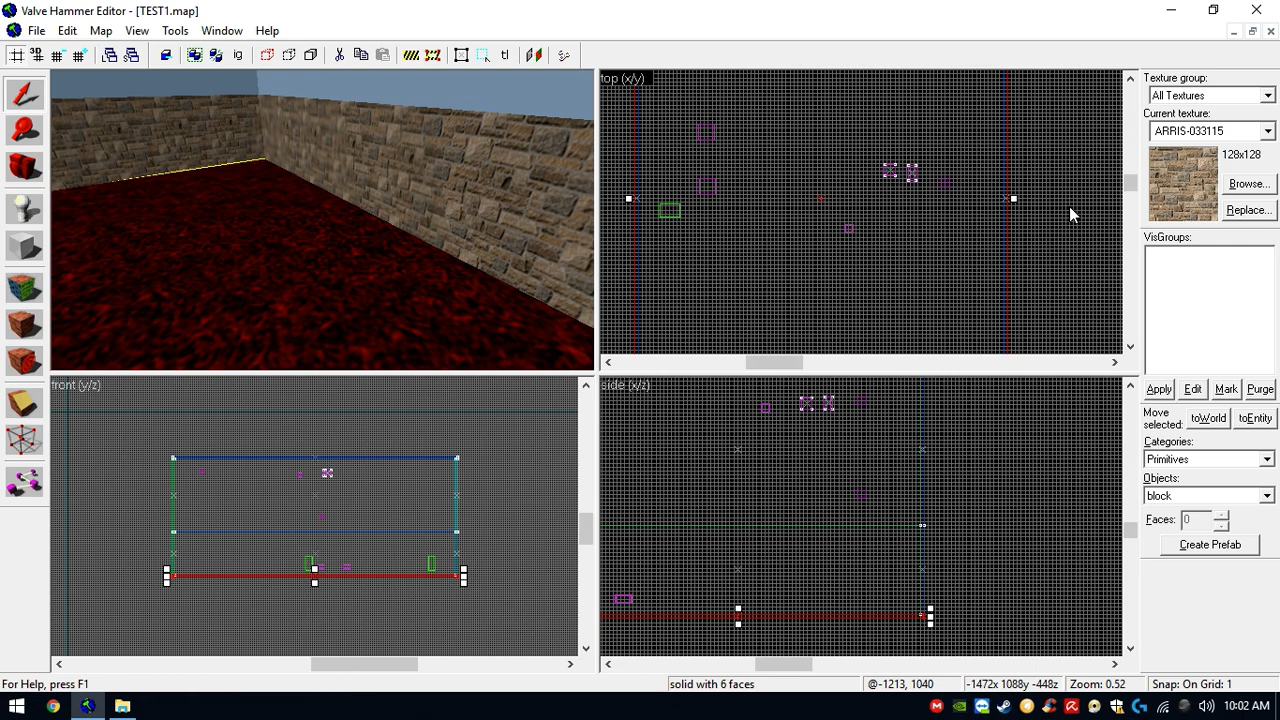 Valve Hammer Editor - [TEST1.map]
File Edit Map View Tools Window Help
top (x/y)
front (y/z)
side (x/z)
Texture group:
All Textures
Current texture:
ARRIS-033115
128x128
Browse...
Replace...
VisGroups:
Apply Edit Mark Purge
Move selected: toWorld toEntity
Categories:
Primitives
Objects:
block
Faces: 0
Create Prefab
For Help, press F1 solid with 6 faces @-1213, 1040 -1472x 1088y -448z Zoom: 0.52 Snap: On Grid: 1
10:02 AM